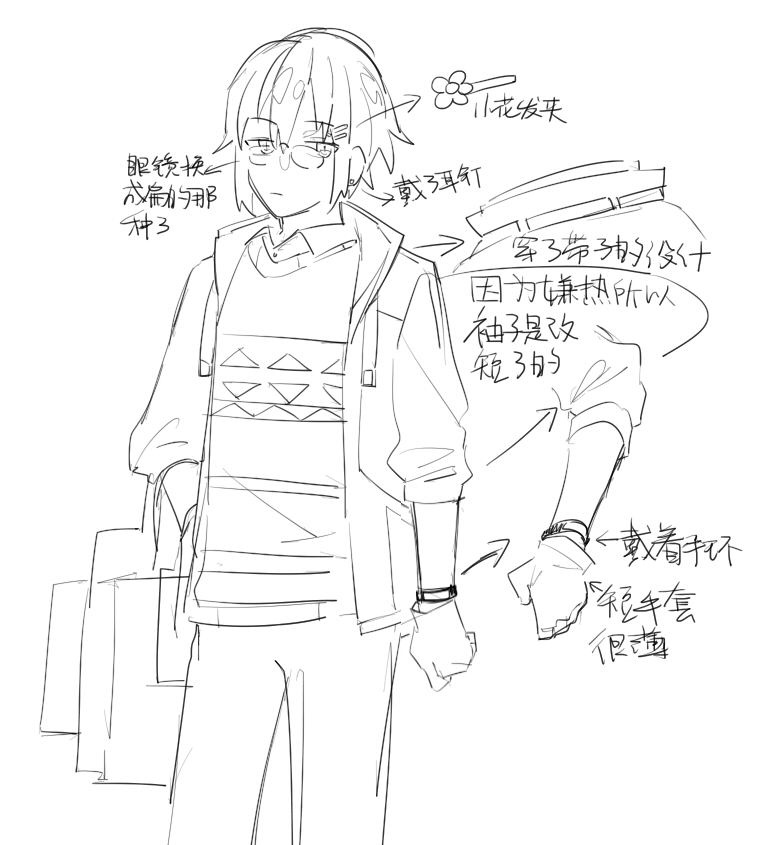 小花发夹
眼镜换
成扁的那
种了
戴了耳钉
穿了带子的设计
因为嫌热所以
袖子是改
短了的
戴着手环
短手套
很薄